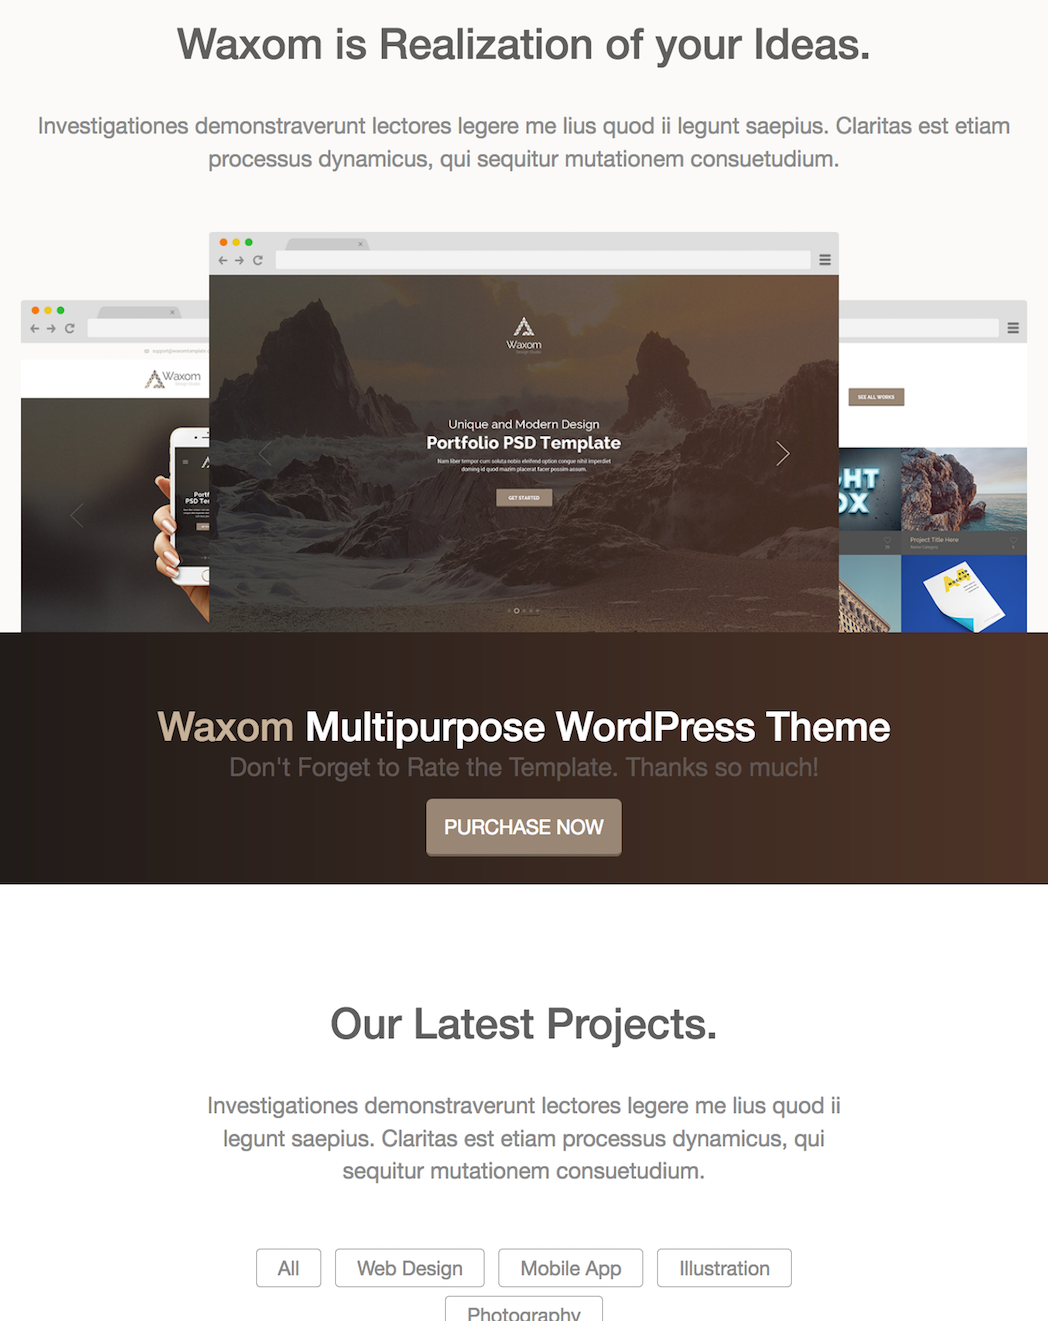 Waxom is Realization of your Ideas.
Investigationes demonstraverunt lectores legere me lius quod ii legunt saepius. Claritas est etiam
processus dynamicus, qui sequitur mutationem consuetudium.
Waxom
Design Studio
Unique and Modern Design
Portfolio PSD Template
Nam liber tempor cum soluta nobis eleifend option congue nihil imperdiet
doming id quod mazim placerat facer possim assum.
GET STARTED
Waxom
SEE ALL WORKS
Project Title Here
Waxom Multipurpose WordPress Theme
Don't Forget to Rate the Template. Thanks so much!
PURCHASE NOW
Our Latest Projects.
Investigationes demonstraverunt lectores legere me lius quod ii
legunt saepius. Claritas est etiam processus dynamicus, qui
sequitur mutationem consuetudium.
All
Web Design
Mobile App
Illustration
Photography